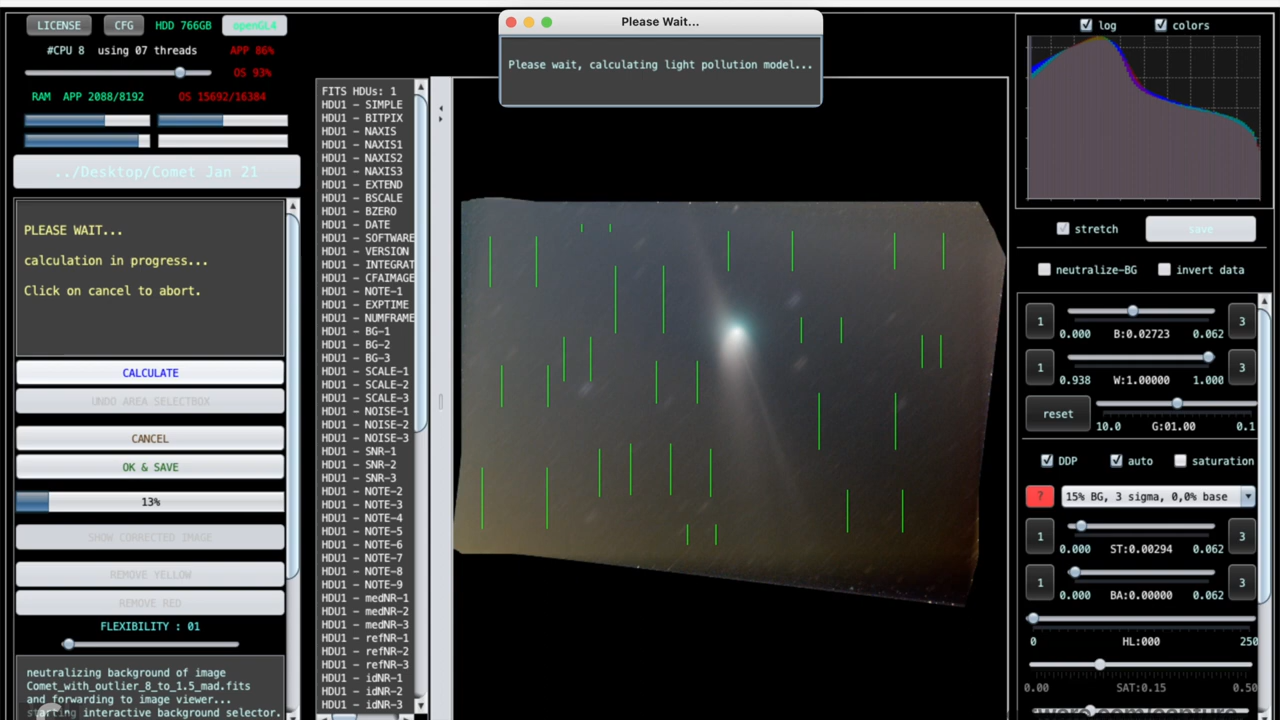 LICENSE CFG HDD 766GB openGL4
#CPU 8 using 07 threads APP 86%
OS 93%
RAM APP 2088/8192 OS 15692/16384
../Desktop/Comet Jan 21
PLEASE WAIT...
calculation in progress...
Click on cancel to abort.
CALCULATE
UNDO AREA SELECTBOX
CANCEL
OK & SAVE
13%
SHOW CORRECTED IMAGE
REMOVE YELLOW
REMOVE RED
FLEXIBILITY : 01
neutralizing background of image
Comet_with_outlier_8_to_1.5_mad.fits
and forwarding to image viewer...
starting interactive background selector.
FITS HDUs: 1
HDU1 – SIMPLE
HDU1 – BITPIX
HDU1 – NAXIS
HDU1 – NAXIS1
HDU1 – NAXIS2
HDU1 – NAXIS3
HDU1 – EXTEND
HDU1 – BSCALE
HDU1 – BZERO
HDU1 – DATE
HDU1 – SOFTWARE
HDU1 – VERSION
HDU1 – INTEGRAT
HDU1 – CFAIMAGE
HDU1 – NOTE-1
HDU1 – EXPTIME
HDU1 – NUMFRAME
HDU1 – BG-1
HDU1 – BG-2
HDU1 – BG-3
HDU1 – SCALE-1
HDU1 – SCALE-2
HDU1 – SCALE-3
HDU1 – NOISE-1
HDU1 – NOISE-2
HDU1 – NOISE-3
HDU1 – SNR-1
HDU1 – SNR-2
HDU1 – SNR-3
HDU1 – NOTE-2
HDU1 – NOTE-3
HDU1 – NOTE-4
HDU1 – NOTE-5
HDU1 – NOTE-6
HDU1 – NOTE-7
HDU1 – NOTE-8
HDU1 – NOTE-9
HDU1 – medNR-1
HDU1 – medNR-2
HDU1 – medNR-3
HDU1 – refNR-1
HDU1 – refNR-2
HDU1 – refNR-3
HDU1 – idNR-1
HDU1 – idNR-2
HDU1 – idNR-3
Please Wait...
Please wait, calculating light pollution model...
log colors
stretch save
neutralize-BG invert data
1 3
0.000 B:0.02723 0.062
1 3
0.938 W:1.00000 1.000
reset
10.0 G:01.00 0.1
DDP auto saturation
? 15% BG, 3 sigma, 0,0% base
1 3
0.000 ST:0.00294 0.062
1 3
0.000 BA:0.00000 0.062
0 HL:000 250
0.00 SAT:0.15 0.50